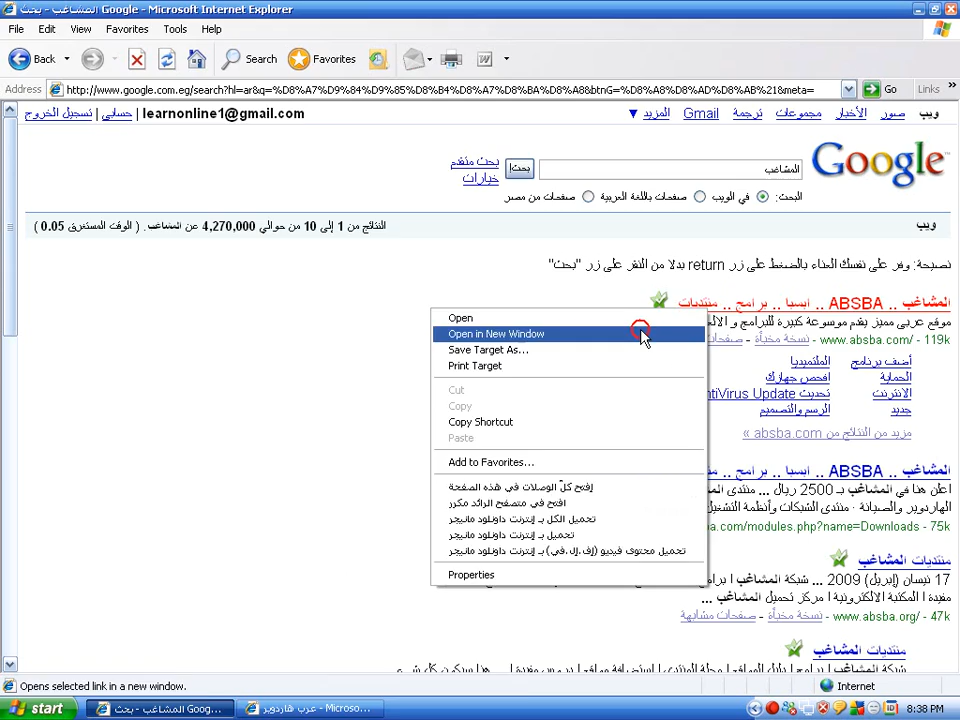 المشاغب - بحث Google - Microsoft Internet Explorer
File Edit View Favorites Tools Help
Back Search Favorites
Address http://www.google.com.eg/search?hl=ar&q=%D8%A7%D9%84%D9%85%D8%B4%D8%A7%D8%BA%D8%A8&btnG=%D8%A8%D8%AD%D8%AB%21&meta= Go Links »
ويب صور الأخبار مجموعات ترجمة Gmail المزيد ▼
learnonline1@gmail.com | حسابي | تسجيل الخروج
Google
المشاغب
بحث!
بحث متقدم
خيارات
البحث: في الويب صفحات باللغة العربية صفحات من مصر
ويب
النتائج من 1 إلى 10 من حوالي 4,270,000 عن المشاغب. ( الوقت المستغرق 0.05 )
نصيحة: وفر على نفسك العناء بالضغط على زر return بدلا من النقر على زر "بحث"
المشاغب .. ABSBA .. ابسبا .. برامج .. منتديات
موقع عربي مميز يقدم موسوعة كبيرة للبرامج و
www.absba.com/ - 119k - نسخة مخبأة -
أضف برنامج الملتميديا
الحماية افحص جهازك
الانترنت تحديث AntiVirus Update
جديد الرسم والتصميم
مزيد من النتائج من absba.com »
المشاغب .. ABSBA .. ابسبا .. برامج ..
اعلن هنا في المشاغب بـ 2500 ريال ... منتدى
الهاردوير والصيانة · منتدى الشبكات وأنظمة التشغيل
com/modules.php?name=Downloads - 75k
منتديات المشاغب
17 نيسان (إبريل) 2009 ... شبكة المشاغب |
مفيدة | المكتبة الالكترونية | مركز تحميل المشاغب ...
www.absba.org/ - 47k - نسخة مخبأة - صفحات مشابهة
منتديات المشاغب
Open
Open in New Window
Save Target As...
Print Target
Cut
Copy
Copy Shortcut
Paste
Add to Favorites...
إفتح كلّ الوصلات في هذه الصفحة
افتح في متصفح الرائد مكرر
تحميل الكل بـ إنترنت داونلود مانيجر
تحميل بـ إنترنت داونلود مانيجر
تحميل محتوى فيديو (إف.إل.في) بـ إنترنت داونلود مانيجر
Properties
Opens selected link in a new window.
Internet
start
المشاغب - بحث Goog...
عرب هاردوير - Microso...
8:38 PM